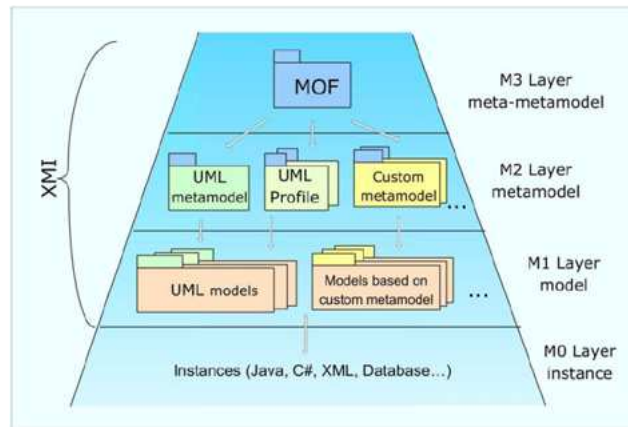 MOF
M3 Layer
meta-metamodel
XMI
UML
metamodel
UML
Profile
Custom
metamodel
...
M2 Layer
metamodel
UML models
Models based on
custom metamodel
...
M1 Layer
model
Instances (Java, C#, XML, Database...)
M0 Layer
instance